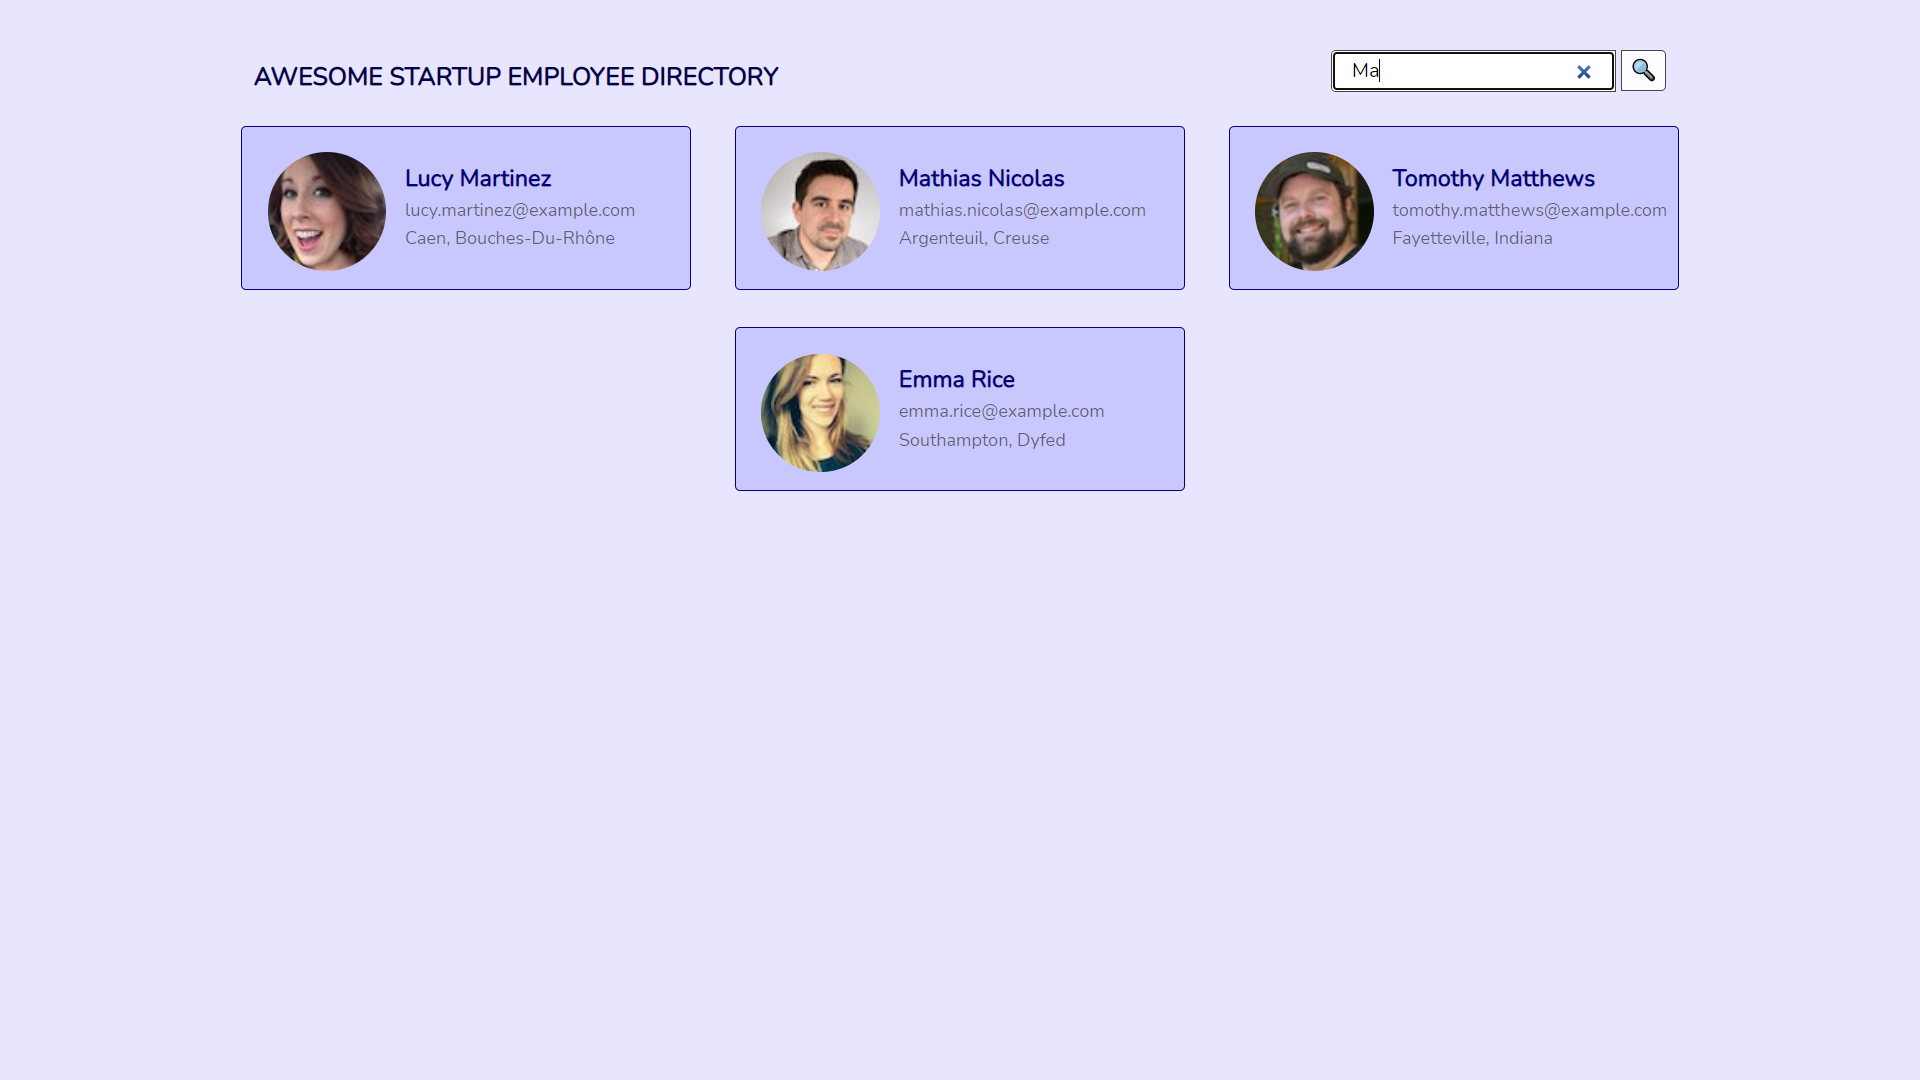 AWESOME STARTUP EMPLOYEE DIRECTORY
Ma
Lucy Martinez
lucy.martinez@example.com
Caen, Bouches-Du-Rhône
Mathias Nicolas
mathias.nicolas@example.com
Argenteuil, Creuse
Tomothy Matthews
tomothy.matthews@example.com
Fayetteville, Indiana
Emma Rice
emma.rice@example.com
Southampton, Dyfed